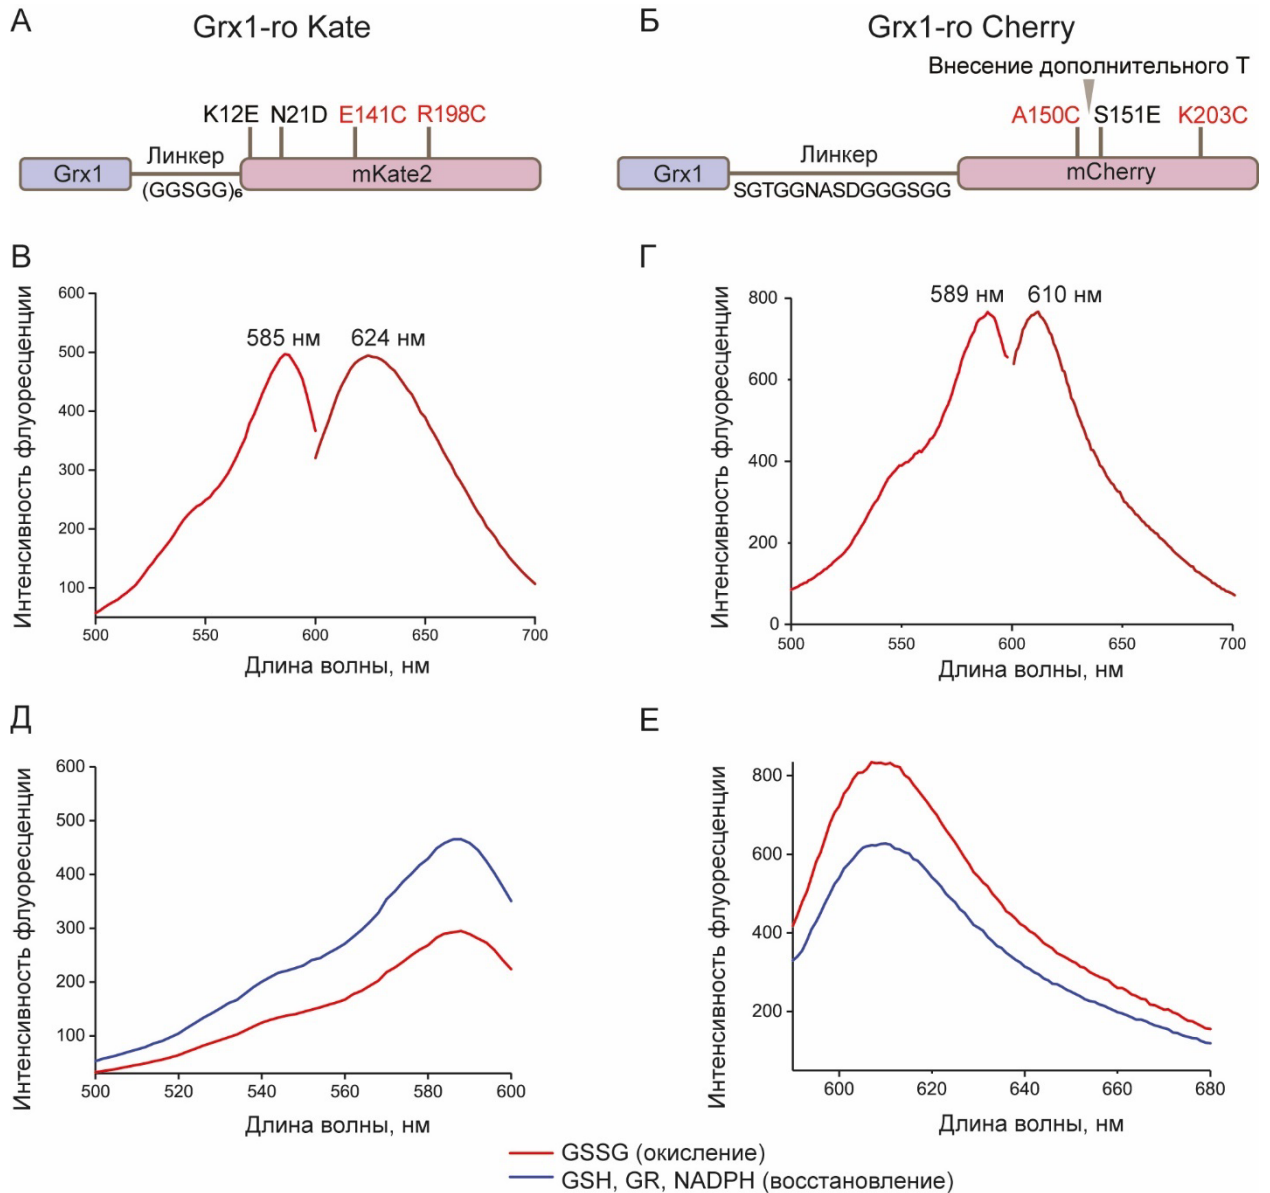 А
Grx1-ro Kate
K12E N21D E141C R198C
Линкер
Grx1
mKate2
(GGSGG)₆
Б
Grx1-ro Cherry
Внесение дополнительного T
A150C S151E K203C
Линкер
Grx1
mCherry
SGTGGNASDGGGSGG
В
Интенсивность флуоресценции
600
500
400
300
200
100
585 нм
624 нм
500 550 600 650 700
Длина волны, нм
Г
Интенсивность флуоресценции
800
600
400
200
0
589 нм
610 нм
500 550 600 650 700
Длина волны, нм
Д
Интенсивность флуоресценции
600
500
400
300
200
100
500 520 540 560 580 600
Длина волны, нм
Е
Интенсивность флуоресценции
800
600
400
200
600 620 640 660 680
Длина волны, нм
GSSG (окисление)
GSH, GR, NADPH (восстановление)